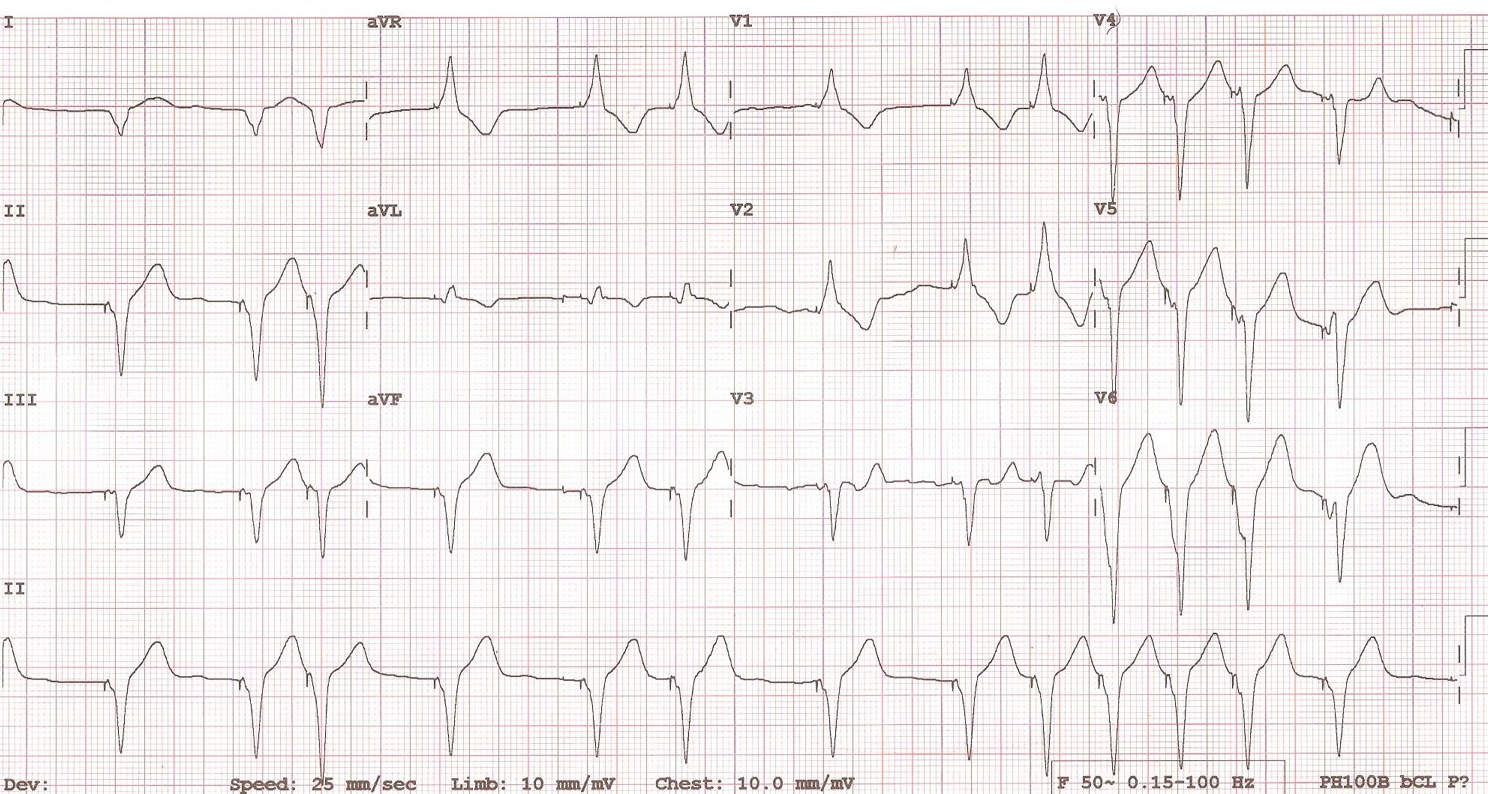 I aVR V1 V4
II aVL V2 V5
III aVF V3 V6
II
Dev: Speed: 25 mm/sec Limb: 10 mm/mV Chest: 10.0 mm/mV F 50~ 0.15-100 Hz PH100B bCL P?